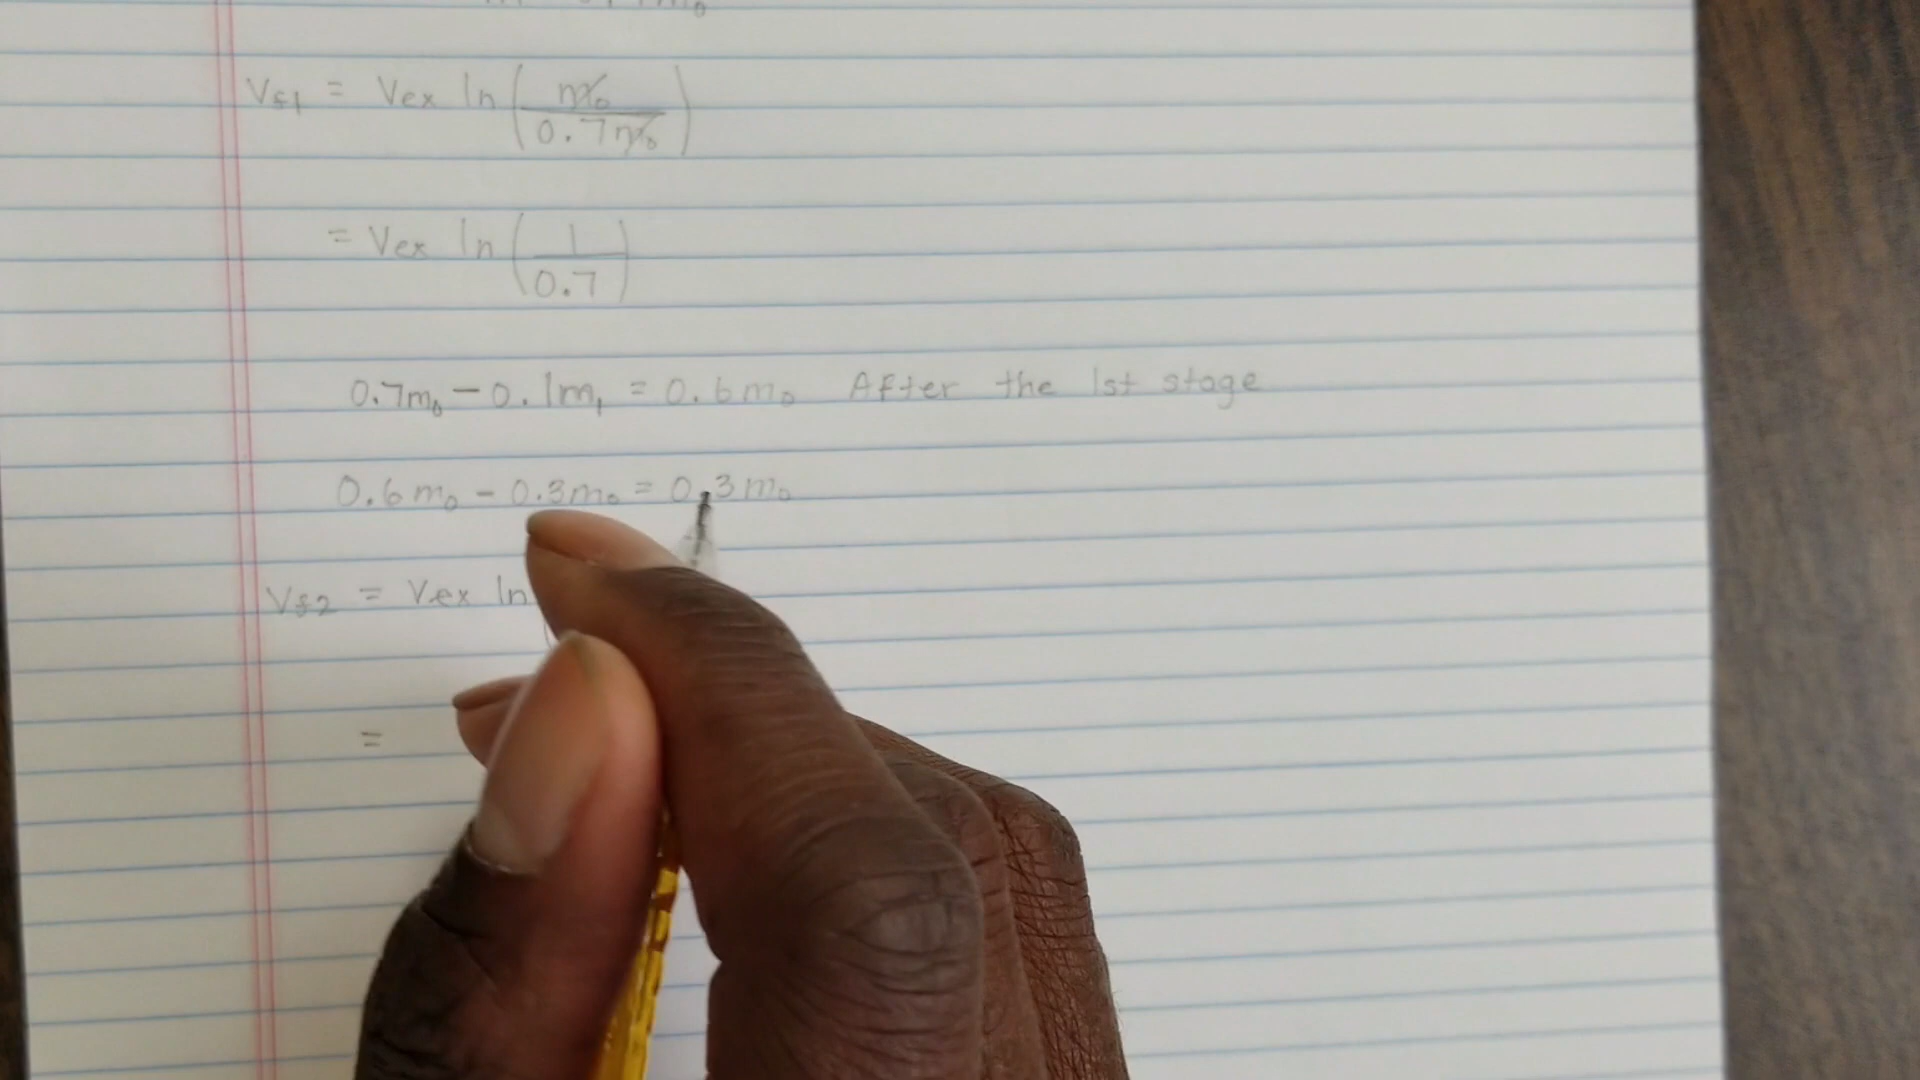 Vf1 = Vex ln (m0 / 0.7m0)
= Vex ln (1 / 0.7)
0.7m0 - 0.1m1 = 0.6m0 After the 1st stage
0.6m0 - 0.3m0 = 0.3m0
Vf2 = Vex ln
=